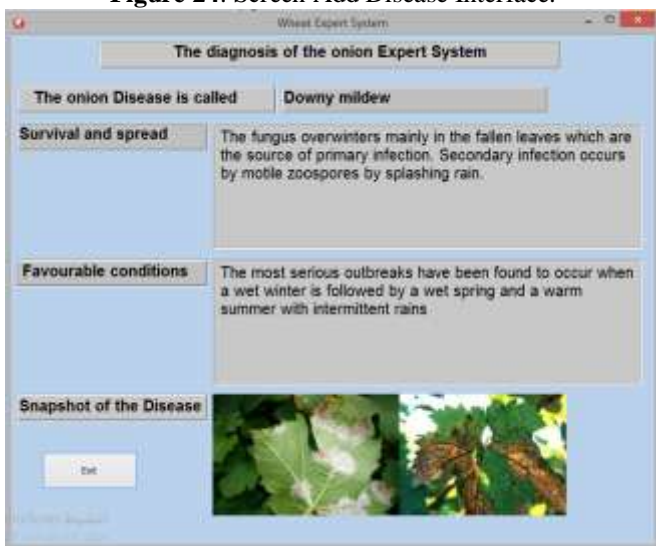 Figure 24: Screen Add Disease Interface.
Wheat Expert System
The diagnosis of the onion Expert System
The onion Disease is called
Downy mildew
Survival and spread
The fungus overwinters mainly in the fallen leaves which are
the source of primary infection. Secondary infection occurs
by motile zoospores by splashing rain.
Favourable conditions
The most serious outbreaks have been found to occur when
a wet winter is followed by a wet spring and a warm
summer with intermittent rains
Snapshot of the Disease
Exit